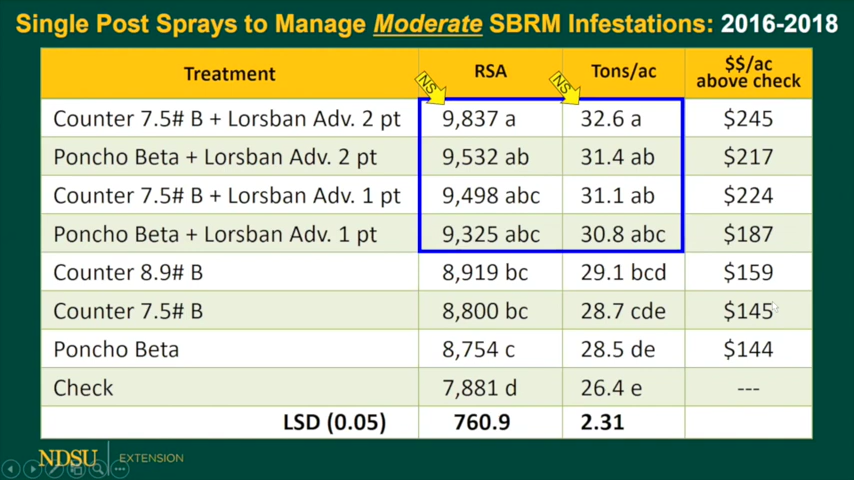 Single Post Sprays to Manage Moderate SBRM Infestations: 2016-2018
Treatment RSA Tons/ac $$/ac above check
NS NS
Counter 7.5# B + Lorsban Adv. 2 pt 9,837 a 32.6 a $245
Poncho Beta + Lorsban Adv. 2 pt 9,532 ab 31.4 ab $217
Counter 7.5# B + Lorsban Adv. 1 pt 9,498 abc 31.1 ab $224
Poncho Beta + Lorsban Adv. 1 pt 9,325 abc 30.8 abc $187
Counter 8.9# B 8,919 bc 29.1 bcd $159
Counter 7.5# B 8,800 bc 28.7 cde $145
Poncho Beta 8,754 c 28.5 de $144
Check 7,881 d 26.4 e ---
LSD (0.05) 760.9 2.31
NDSU EXTENSION